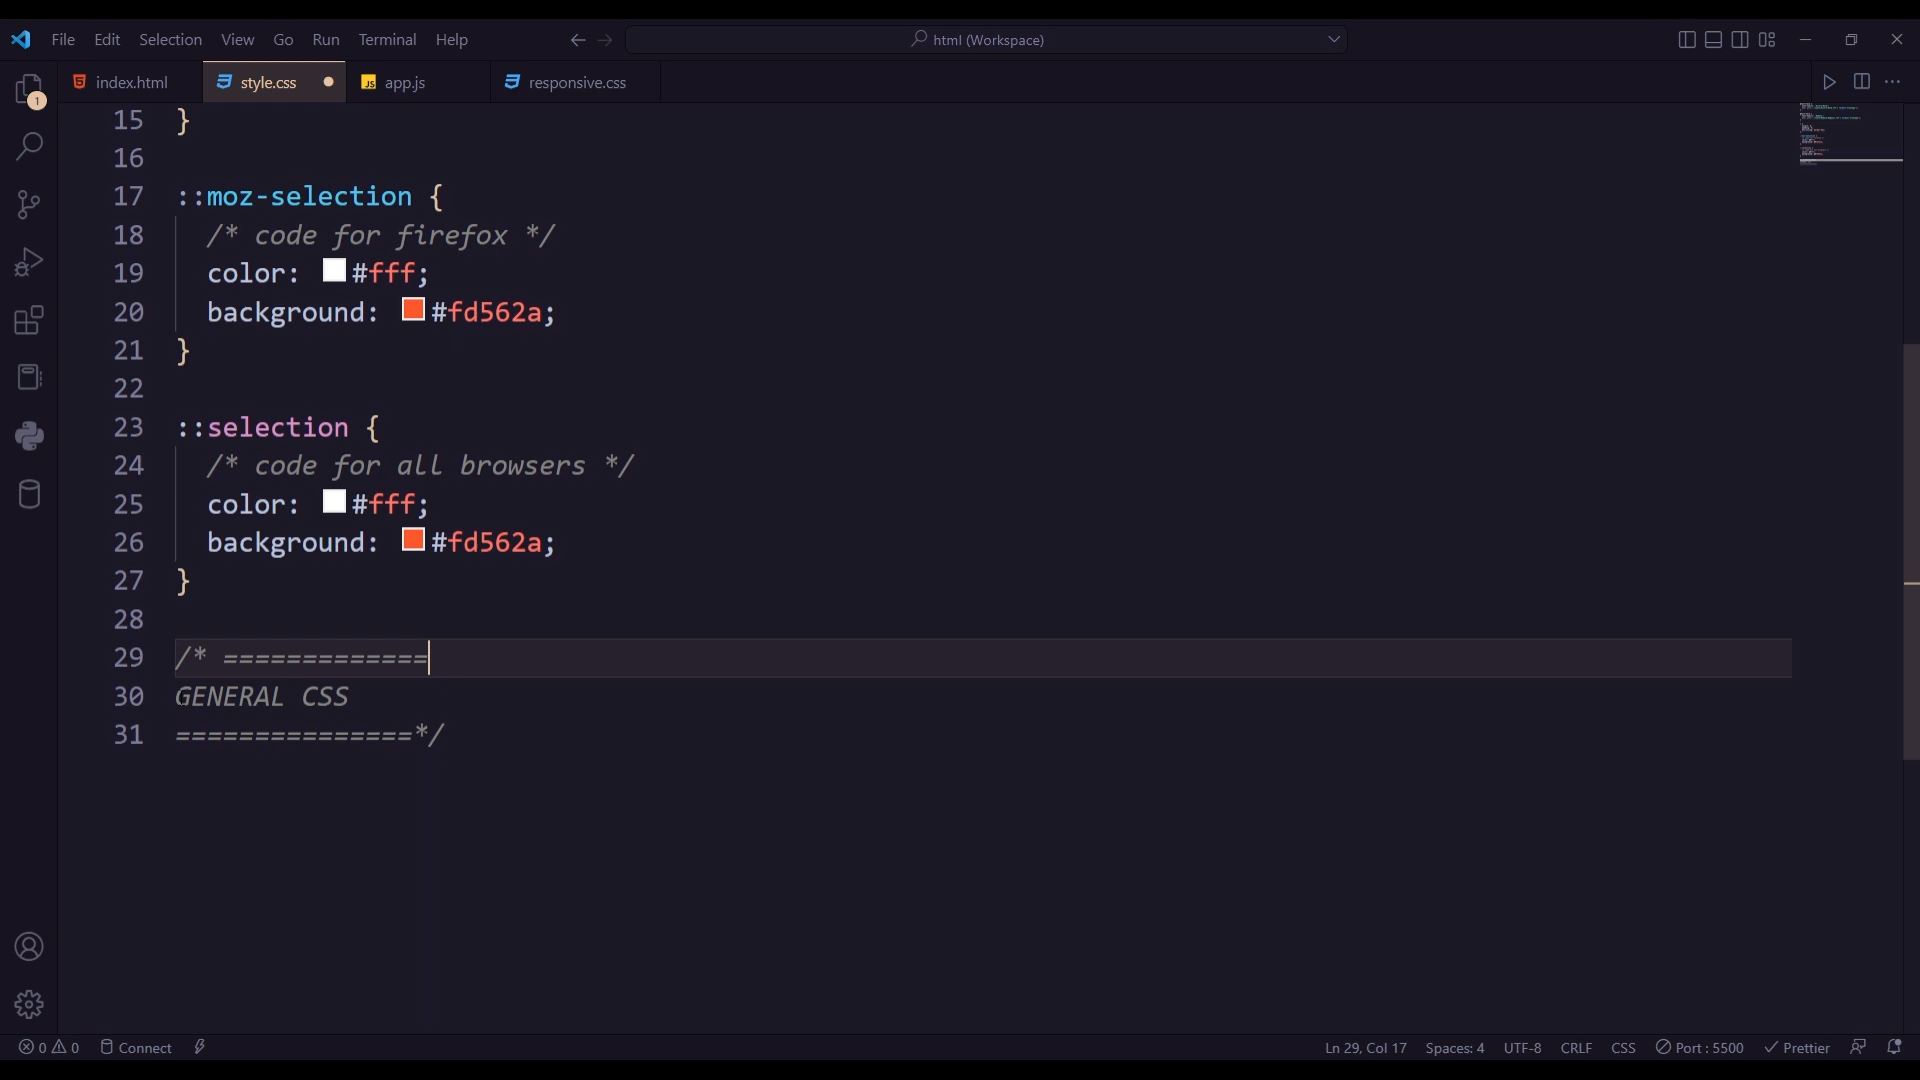 File Edit Selection View Go Run Terminal Help
html (Workspace)
index.html style.css app.js responsive.css
1
15 }
16
17 ::moz-selection {
18 /* code for firefox */
19 color: #fff;
20 background: #fd562a;
21 }
22
23 ::selection {
24 /* code for all browsers */
25 color: #fff;
26 background: #fd562a;
27 }
28
29 /* =============
30 GENERAL CSS
31 ===============*/
0 0 Connect Ln 29, Col 17 Spaces: 4 UTF-8 CRLF CSS Port : 5500 Prettier